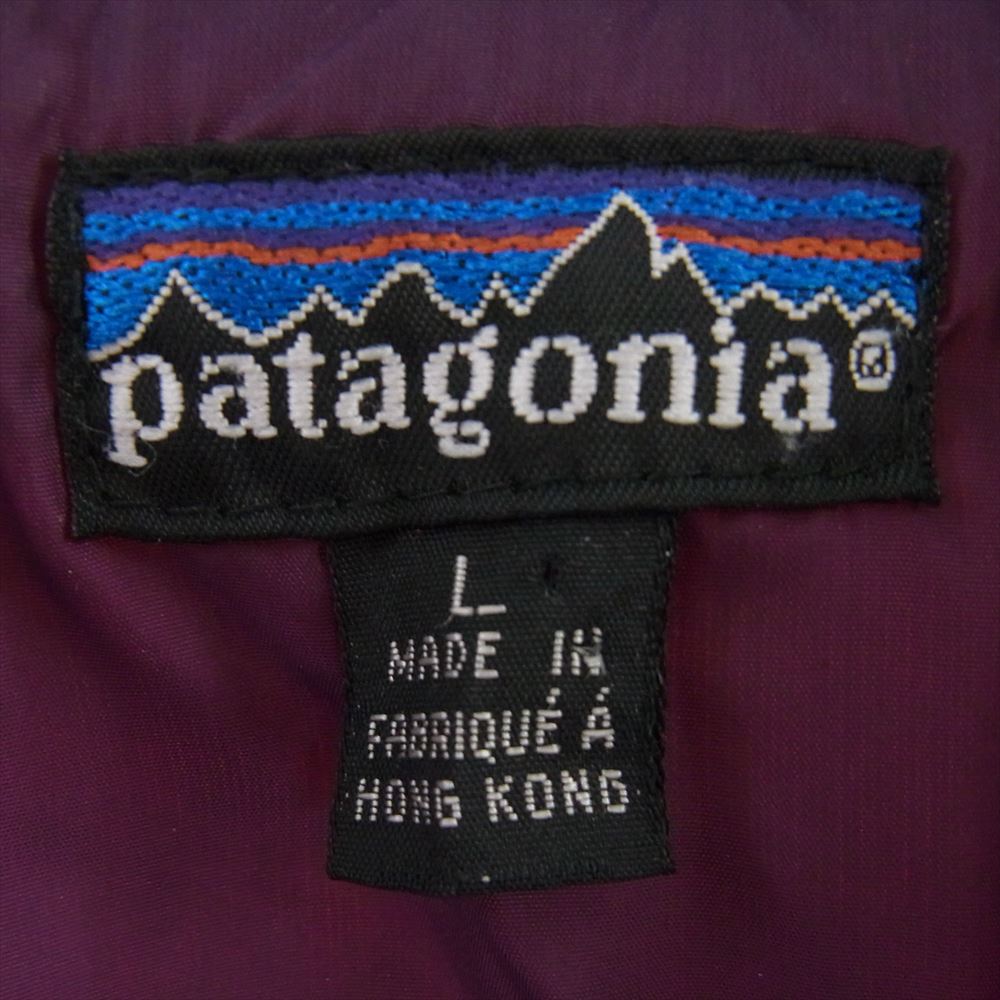 patagonia®
L
MADE IN
FABRIQUÉ Á
HONG KONG